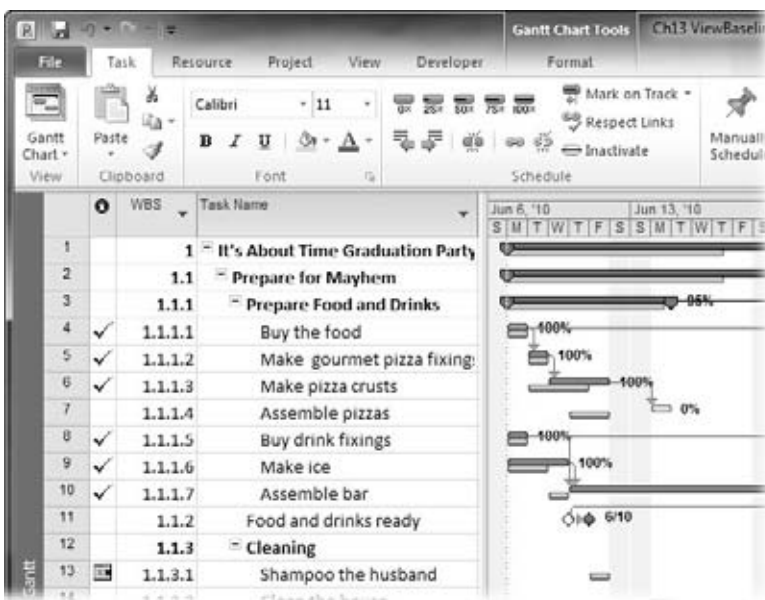 Gantt Chart Tools
Ch13 ViewBaseli
File Task Resource Project View Developer Format
Calibri 11
0× 25× 50× 75× 100×
Mark on Track
Respect Links
Inactivate
Gantt Chart
Paste
B I U A
Manuall
Schedul
View Clipboard Font Schedule
WBS Task Name
Jun 6, '10 Jun 13, '10
S M T W T F S S M T W T F S
1 1 It's About Time Graduation Party
2 1.1 Prepare for Mayhem
3 1.1.1 Prepare Food and Drinks 95%
4 1.1.1.1 Buy the food 100%
5 1.1.1.2 Make gourmet pizza fixing 100%
6 1.1.1.3 Make pizza crusts 100%
7 1.1.1.4 Assemble pizzas 0%
8 1.1.1.5 Buy drink fixings 100%
9 1.1.1.6 Make ice 100%
10 1.1.1.7 Assemble bar
11 1.1.2 Food and drinks ready 6/10
12 1.1.3 Cleaning
13 1.1.3.1 Shampoo the husband
Gantt